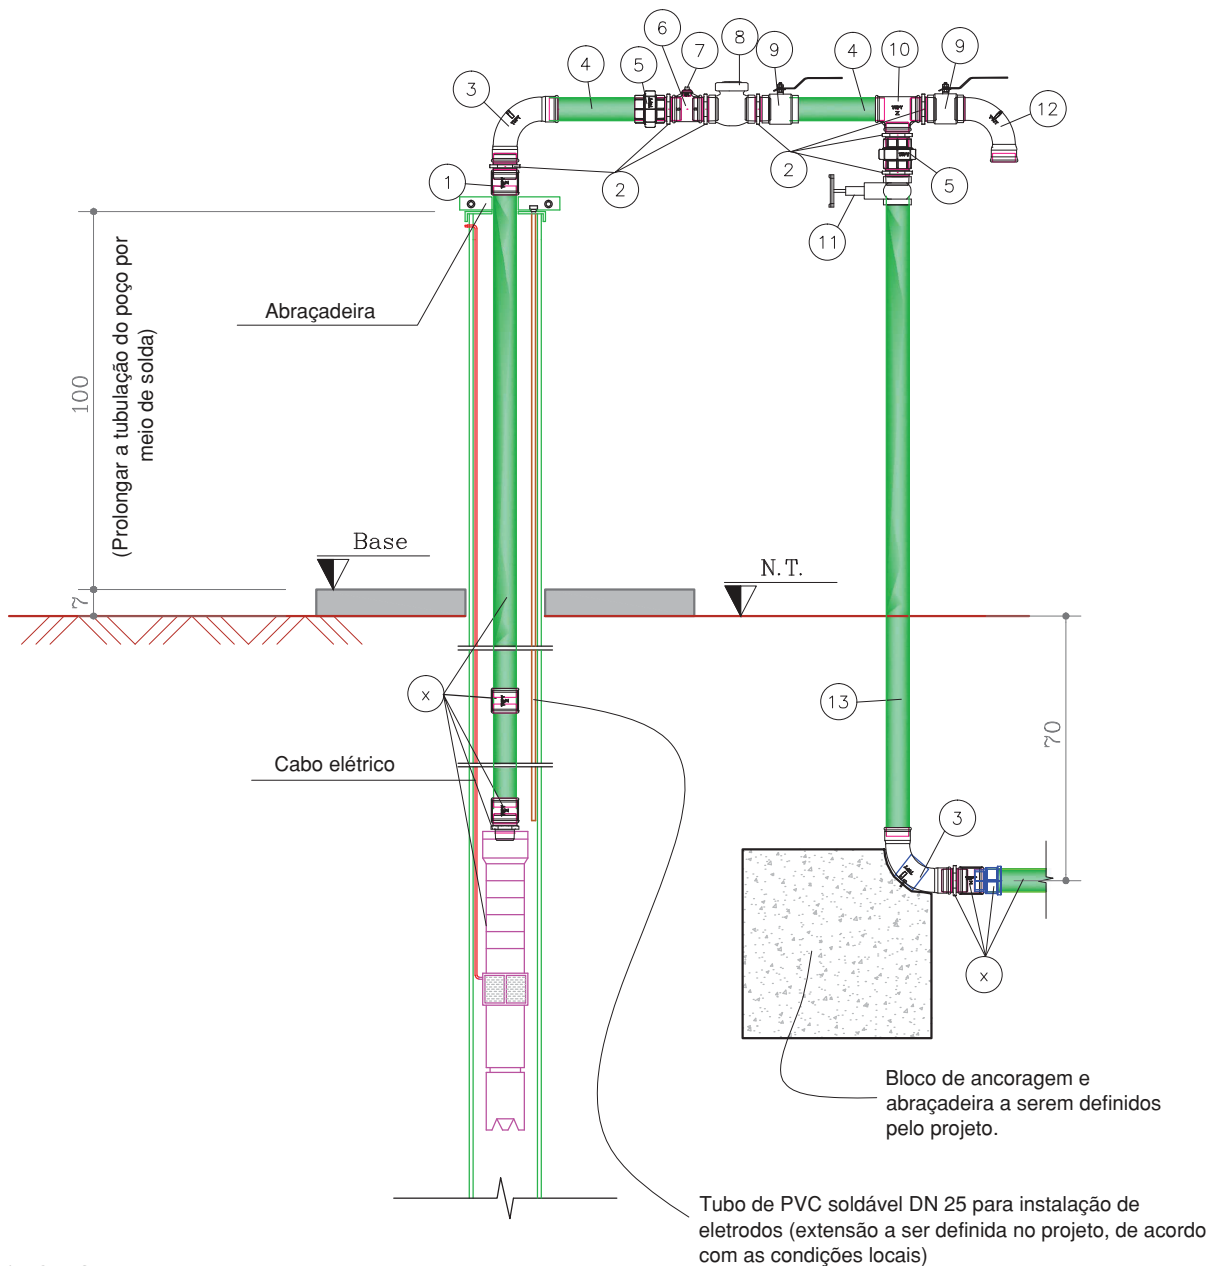 6
7
8
9
5
4
4
10
9
3
12
1
2
2
5
11
Abraçadeira
(Prolongar a tubulação do poço por
meio de solda)
100
Base
N.T.
7
x
13
70
Cabo elétrico
3
x
Bloco de ancoragem e
abraçadeira a serem definidos
pelo projeto.
Tubo de PVC soldável DN 25 para instalação de
eletrodos (extensão a ser definida no projeto, de acordo
com as condições locais)